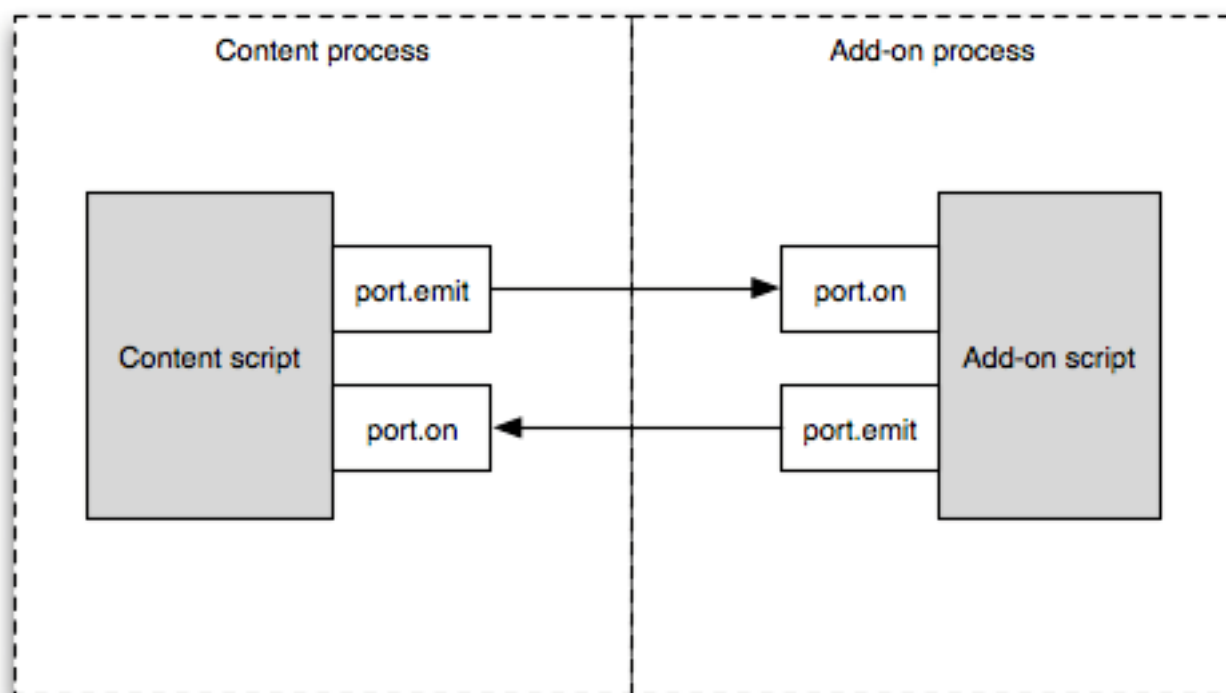 Content process
Add-on process
port.emit
port.on
Content script
Add-on script
port.on
port.emit